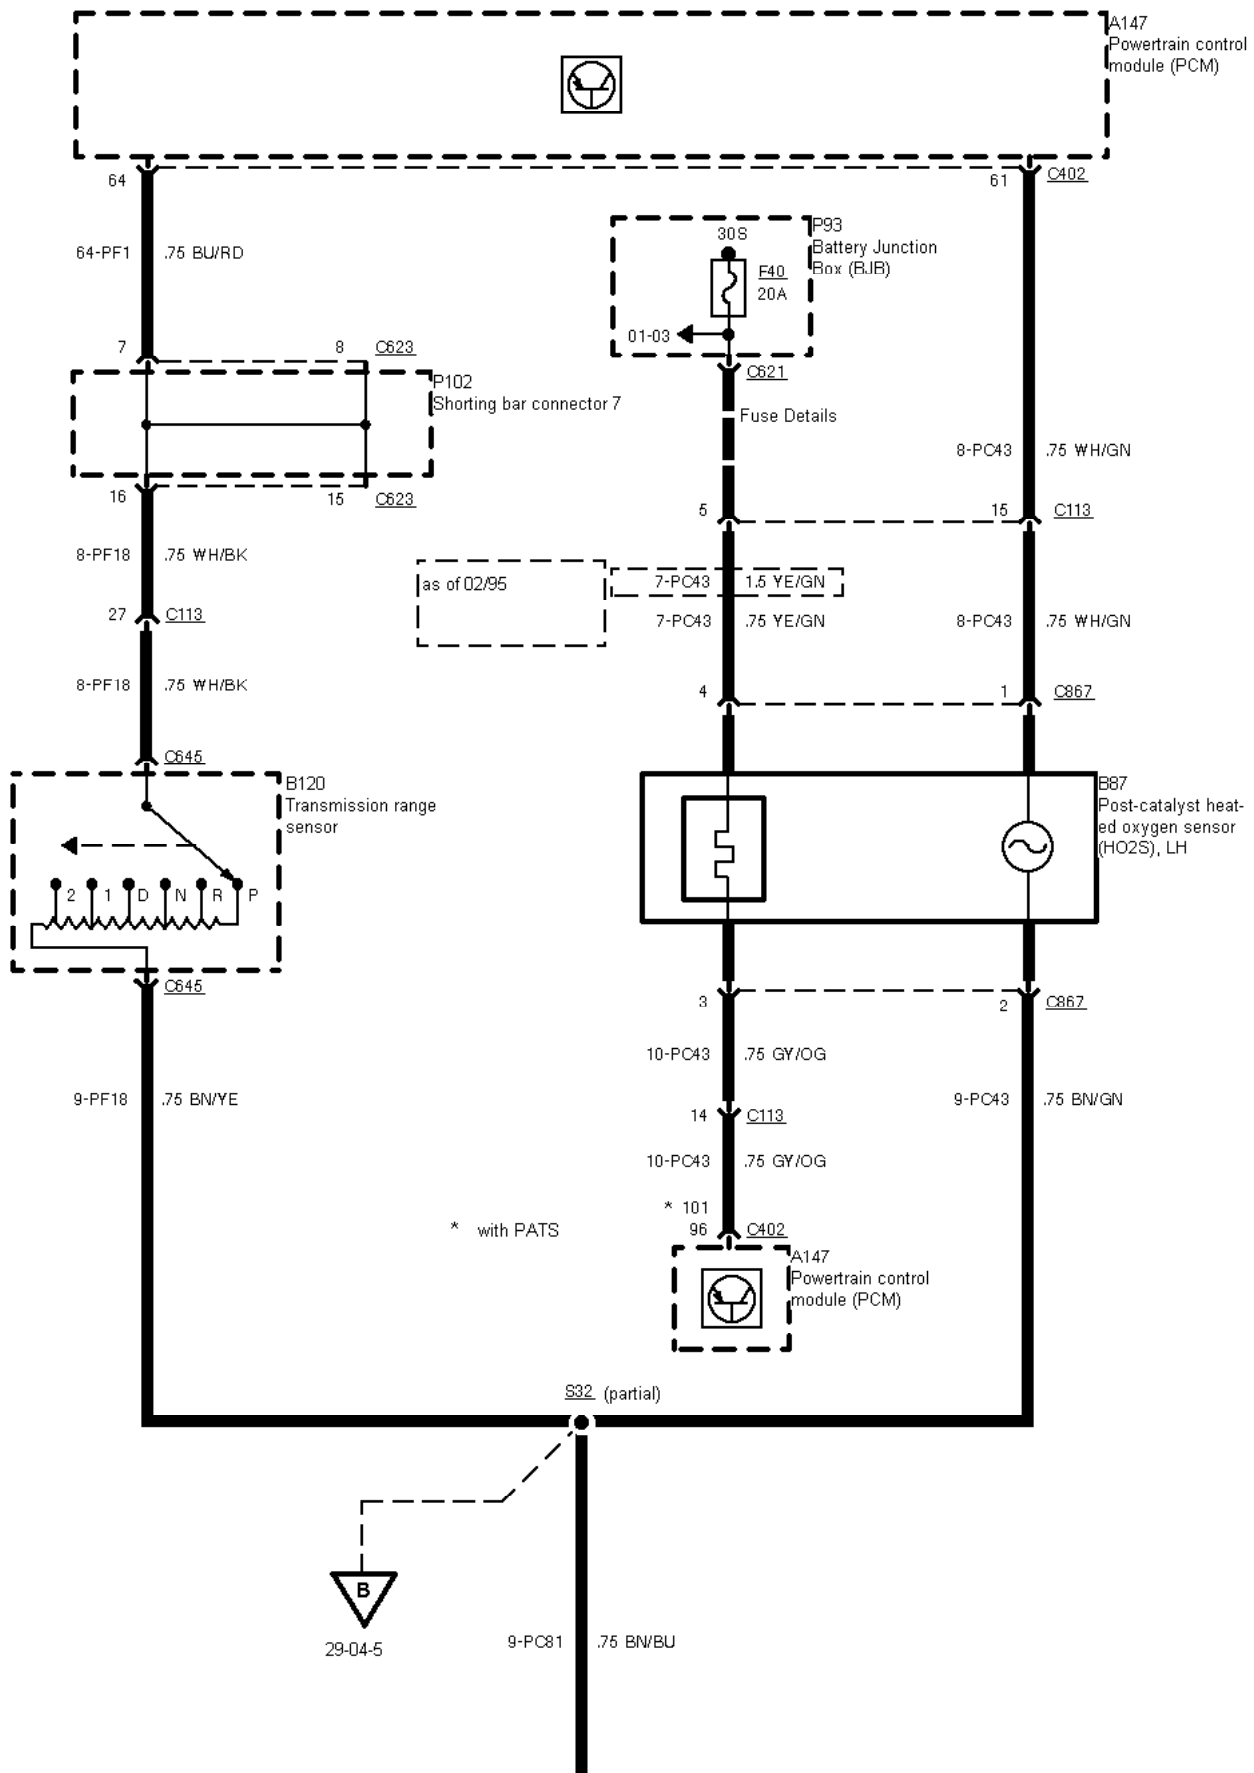 A147
Powertrain control
module (PCM)
64
61
C402
64-PF1
.75 BU/RD
P93
Battery Junction
Box (BJB)
30S
F40
20A
01-03
C621
Fuse Details
7
8
C623
P102
Shorting bar connector 7
16
15
C623
8-PC43
.75 WH/GN
5
15
C113
8-PF18
.75 WH/BK
as of 02/95
7-PC43
1.5 YE/GN
7-PC43
.75 YE/GN
8-PC43
.75 WH/GN
27
C113
8-PF18
.75 WH/BK
4
1
C867
C645
B120
Transmission range
sensor
2
1
D
N
R
P
B87
Post-catalyst heat-
ed oxygen sensor
(HO2S), LH
C645
3
2
C867
10-PC43
.75 GY/OG
9-PF18
.75 BN/YE
9-PC43
.75 BN/GN
14
C113
10-PC43
.75 GY/OG
* 101
96
C402
* with PATS
A147
Powertrain control
module (PCM)
S32 (partial)
B
29-04-5
9-PC81
.75 BN/BU